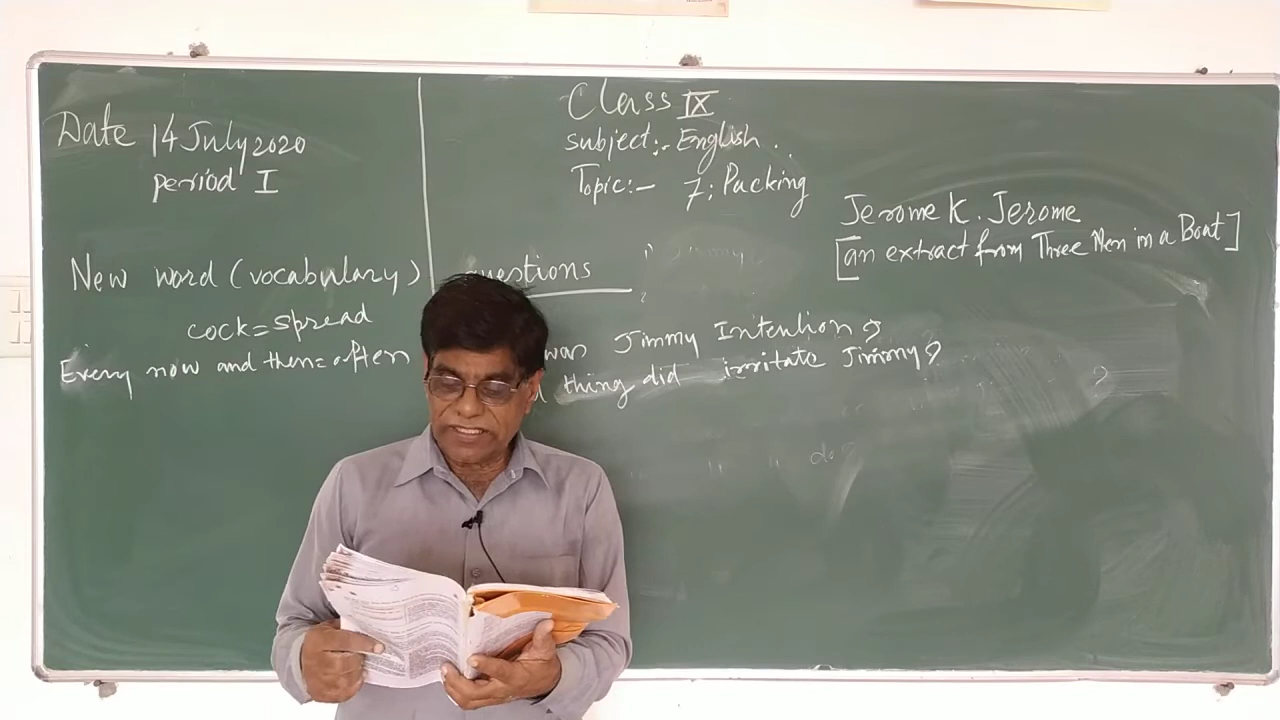 Date 14 July 2020
period I
Class IX
subject:- English ..
Topic:- 7; Packing
Jerome K. Jerome
[an extract from Three Men in a Boat]
New word (vocabulary)
cock = spread
Every now and then = often
questions
was Jimmy Intention ?
thing did irritate Jimmy?